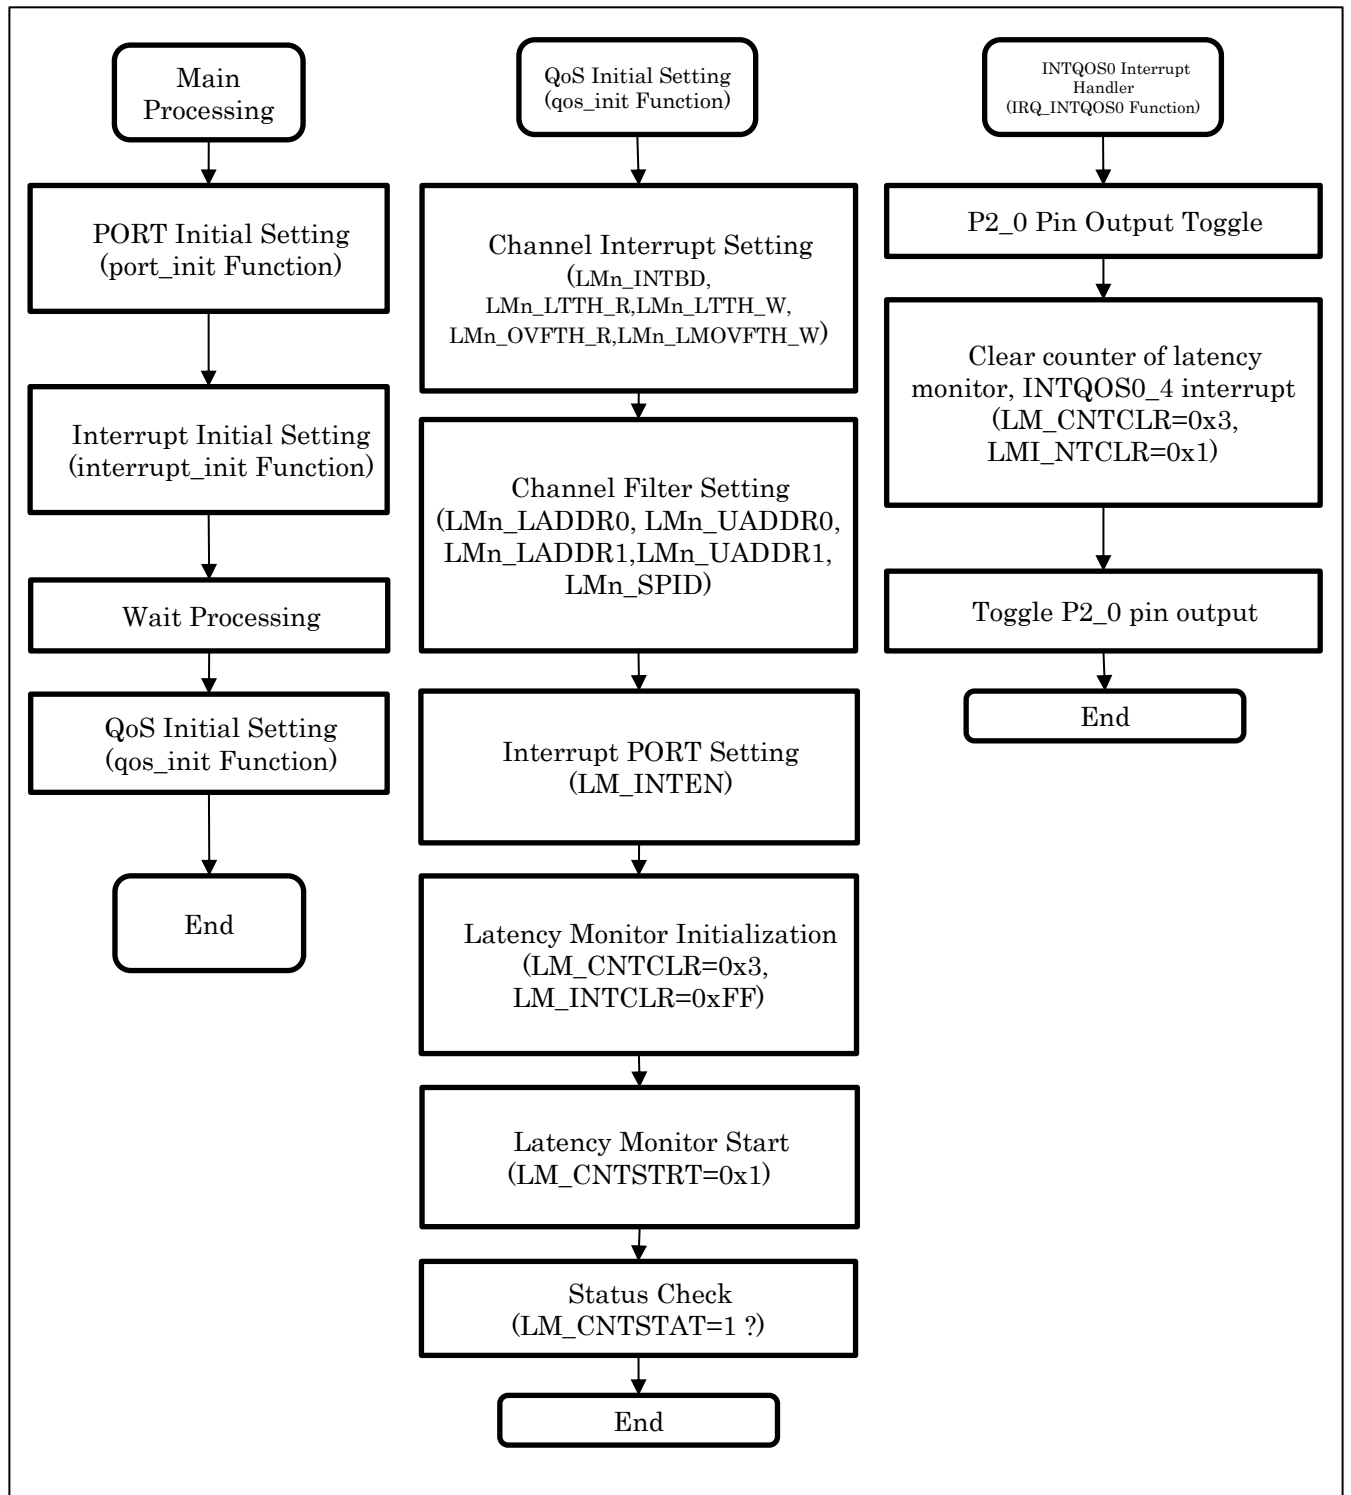 Main
Processing
PORT Initial Setting
(port_init Function)
Interrupt Initial Setting
(interrupt_init Function)
Wait Processing
QoS Initial Setting
(qos_init Function)
End
QoS Initial Setting
(qos_init Function)
Channel Interrupt Setting
(LMn_INTBD,
LMn_LTTH_R,LMn_LTTH_W,
LMn_OVFTH_R,LMn_LMOVFTH_W)
Channel Filter Setting
(LMn_LADDR0, LMn_UADDR0,
LMn_LADDR1,LMn_UADDR1,
LMn_SPID)
Interrupt PORT Setting
(LM_INTEN)
Latency Monitor Initialization
(LM_CNTCLR=0x3,
LM_INTCLR=0xFF)
Latency Monitor Start
(LM_CNTSTRT=0x1)
Status Check
(LM_CNTSTAT=1 ?)
End
INTQOS0 Interrupt
Handler
(IRQ_INTQOS0 Function)
P2_0 Pin Output Toggle
Clear counter of latency
monitor, INTQOS0_4 interrupt
(LM_CNTCLR=0x3,
LMI_NTCLR=0x1)
Toggle P2_0 pin output
End